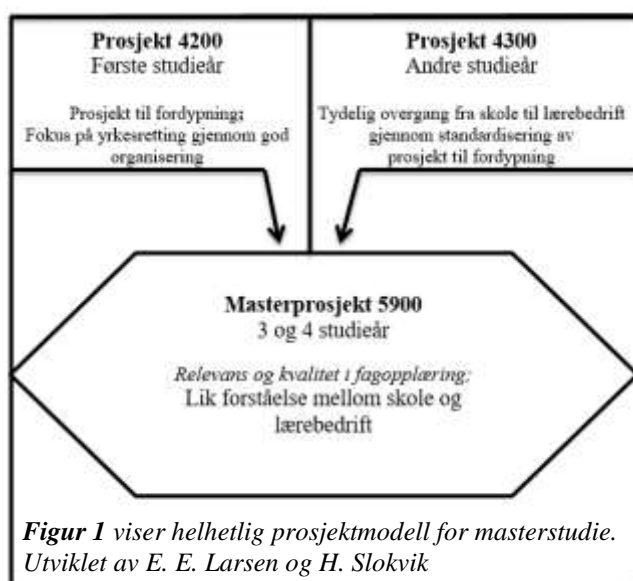 Prosjekt 4200
Første studieår
Prosjekt til fordypning;
Fokus på yrkesretting gjennom god
organisering
Prosjekt 4300
Andre studieår
Tydelig overgang fra skole til lærebedrift
gjennom standardisering av
prosjekt til fordypning
Masterprosjekt 5900
3 og 4 studieår
Relevans og kvalitet i fagopplæring;
Lik forståelse mellom skole og
lærebedrift
Figur 1 viser helhetlig prosjektmodell for masterstudie.
Utviklet av E. E. Larsen og H. Slokvik